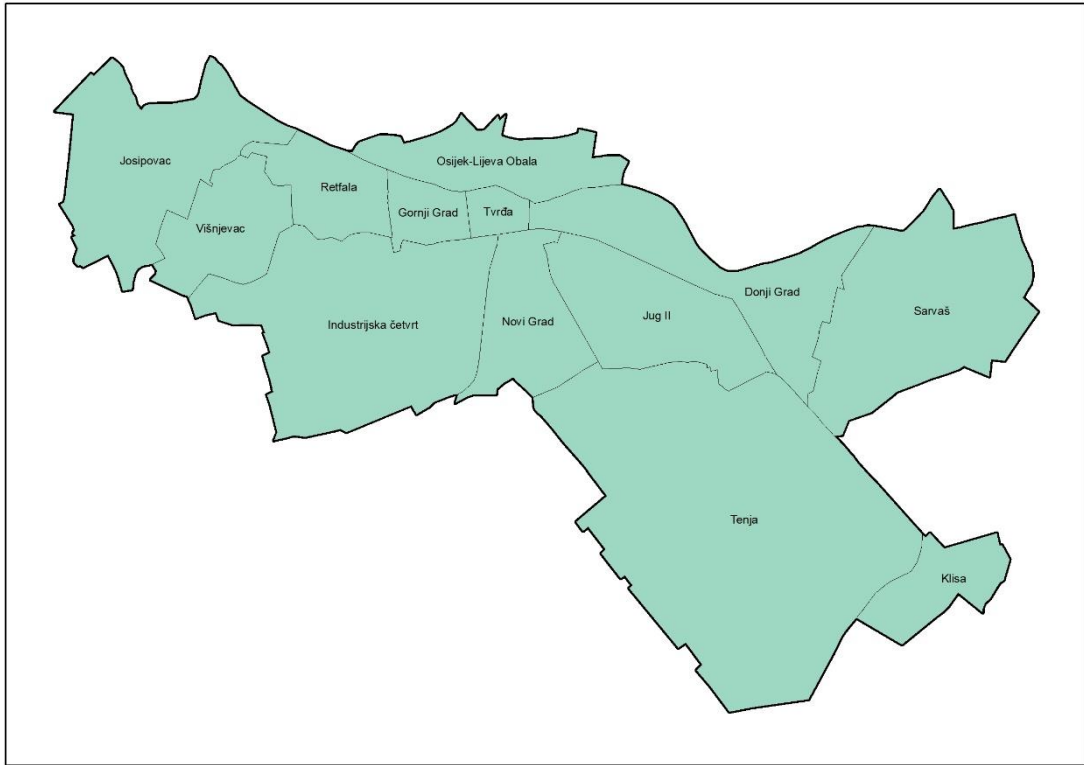 Josipovac
Osijek-Lijeva Obala
Retfala
Gornji Grad
Tvrđa
Višnjevac
Donji Grad
Sarvaš
Industrijska četvrt
Novi Grad
Jug II
Tenja
Klisa